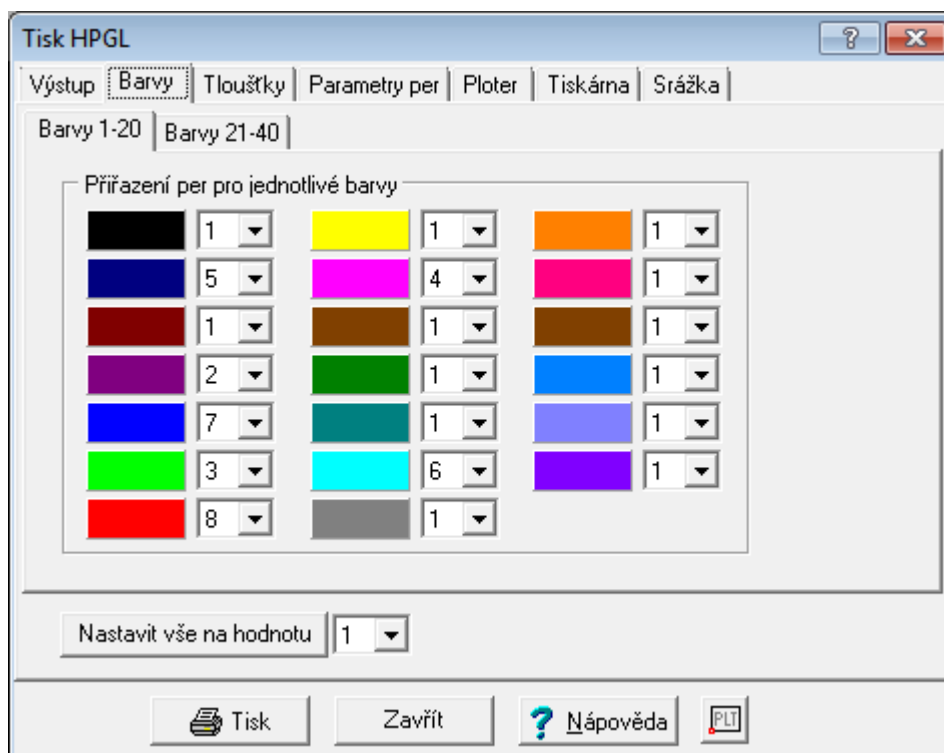 Tisk HPGL
Výstup Barvy Tloušťky Parametry per Ploter Tiskárna Srážka
Barvy 1-20 Barvy 21-40
Přiřazení per pro jednotlivé barvy
1 1 1
5 4 1
1 1 1
2 1 1
7 1 1
3 6 1
8 1
Nastavit vše na hodnotu 1
Tisk Zavřít Nápověda PLT